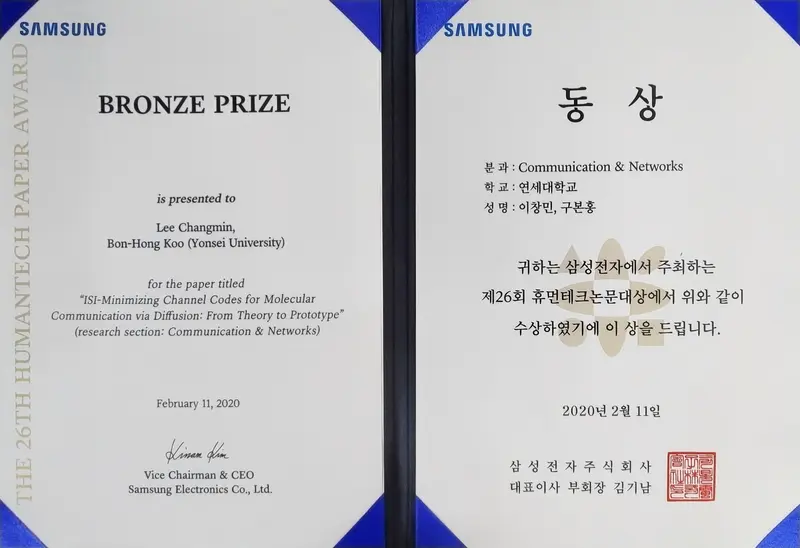 SAMSUNG
THE 26TH HUMANTECH PAPER AWARD
BRONZE PRIZE
is presented to
Lee Changmin,
Bon-Hong Koo (Yonsei University)
for the paper titled
“ISI-Minimizing Channel Codes for Molecular
Communication via Diffusion: From Theory to Prototype”
(research section: Communication & Networks)
February 11, 2020
Kinam Kim
Vice Chairman & CEO
Samsung Electronics Co., Ltd.
SAMSUNG
동 상
분 과 : Communication & Networks
학 교 : 연세대학교
성 명 : 이창민, 구본홍
귀하는 삼성전자에서 주최하는
제26회 휴먼테크논문대상에서 위와 같이
수상하였기에 이 상을 드립니다.
2020년 2월 11일
삼성전자주식회사
대표이사 부회장 김기남